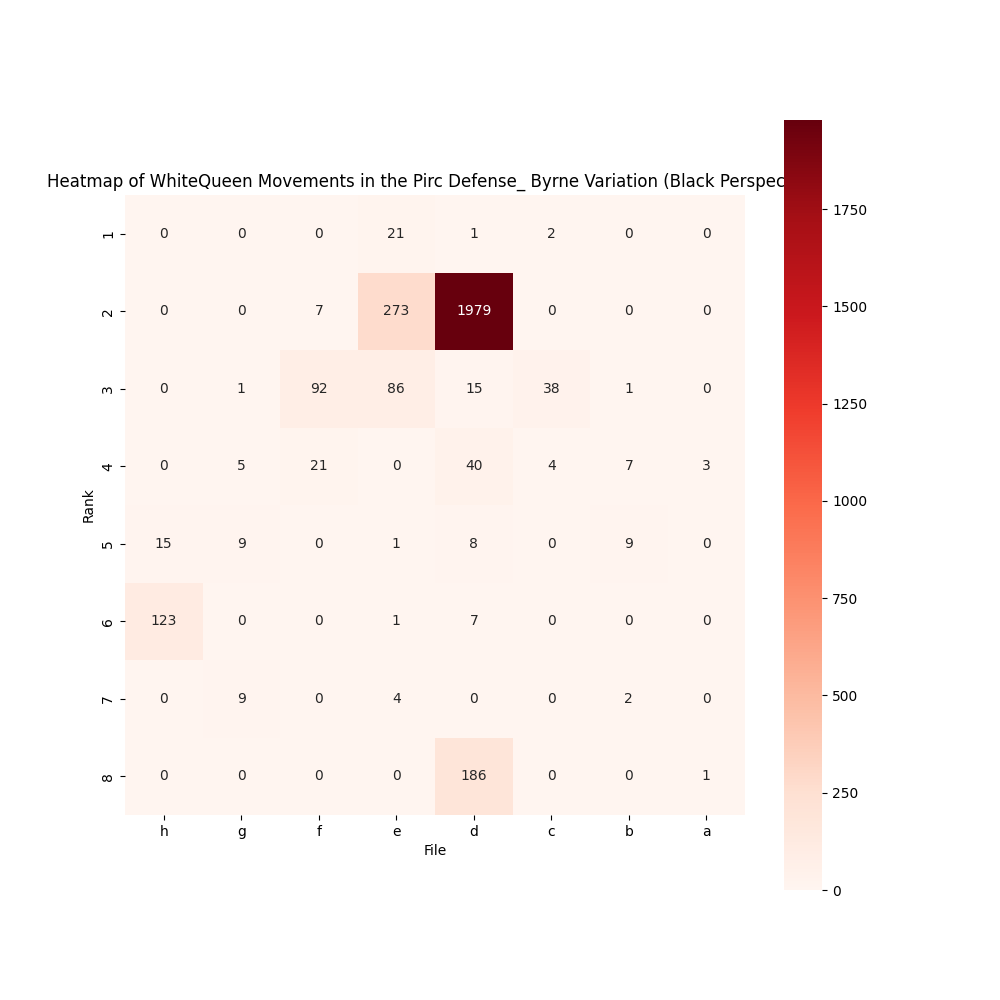 Heatmap of WhiteQueen Movements in the Pirc Defense_ Byrne Variation (Black Perspec
1 0 0 0 21 1 2 0 0
2 0 0 7 273 1979 0 0 0
3 0 1 92 86 15 38 1 0
4 0 5 21 0 40 4 7 3
5 15 9 0 1 8 0 9 0
6 123 0 0 1 7 0 0 0
7 0 9 0 4 0 0 2 0
8 0 0 0 0 186 0 0 1
h g f e d c b a
File
Rank
1750
1500
1250
1000
750
500
250
0